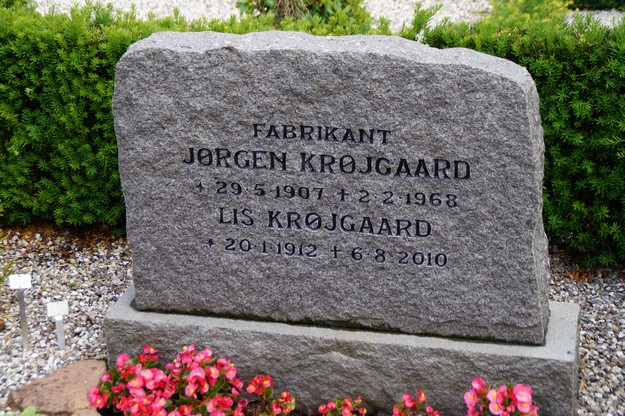 FABRIKANT
JØRGEN KRØJGAARD
* 29·5·1907 ✝ 2·2·1968
LIS KRØJGAARD
* 20·1·1912 ✝ 6·8·2010